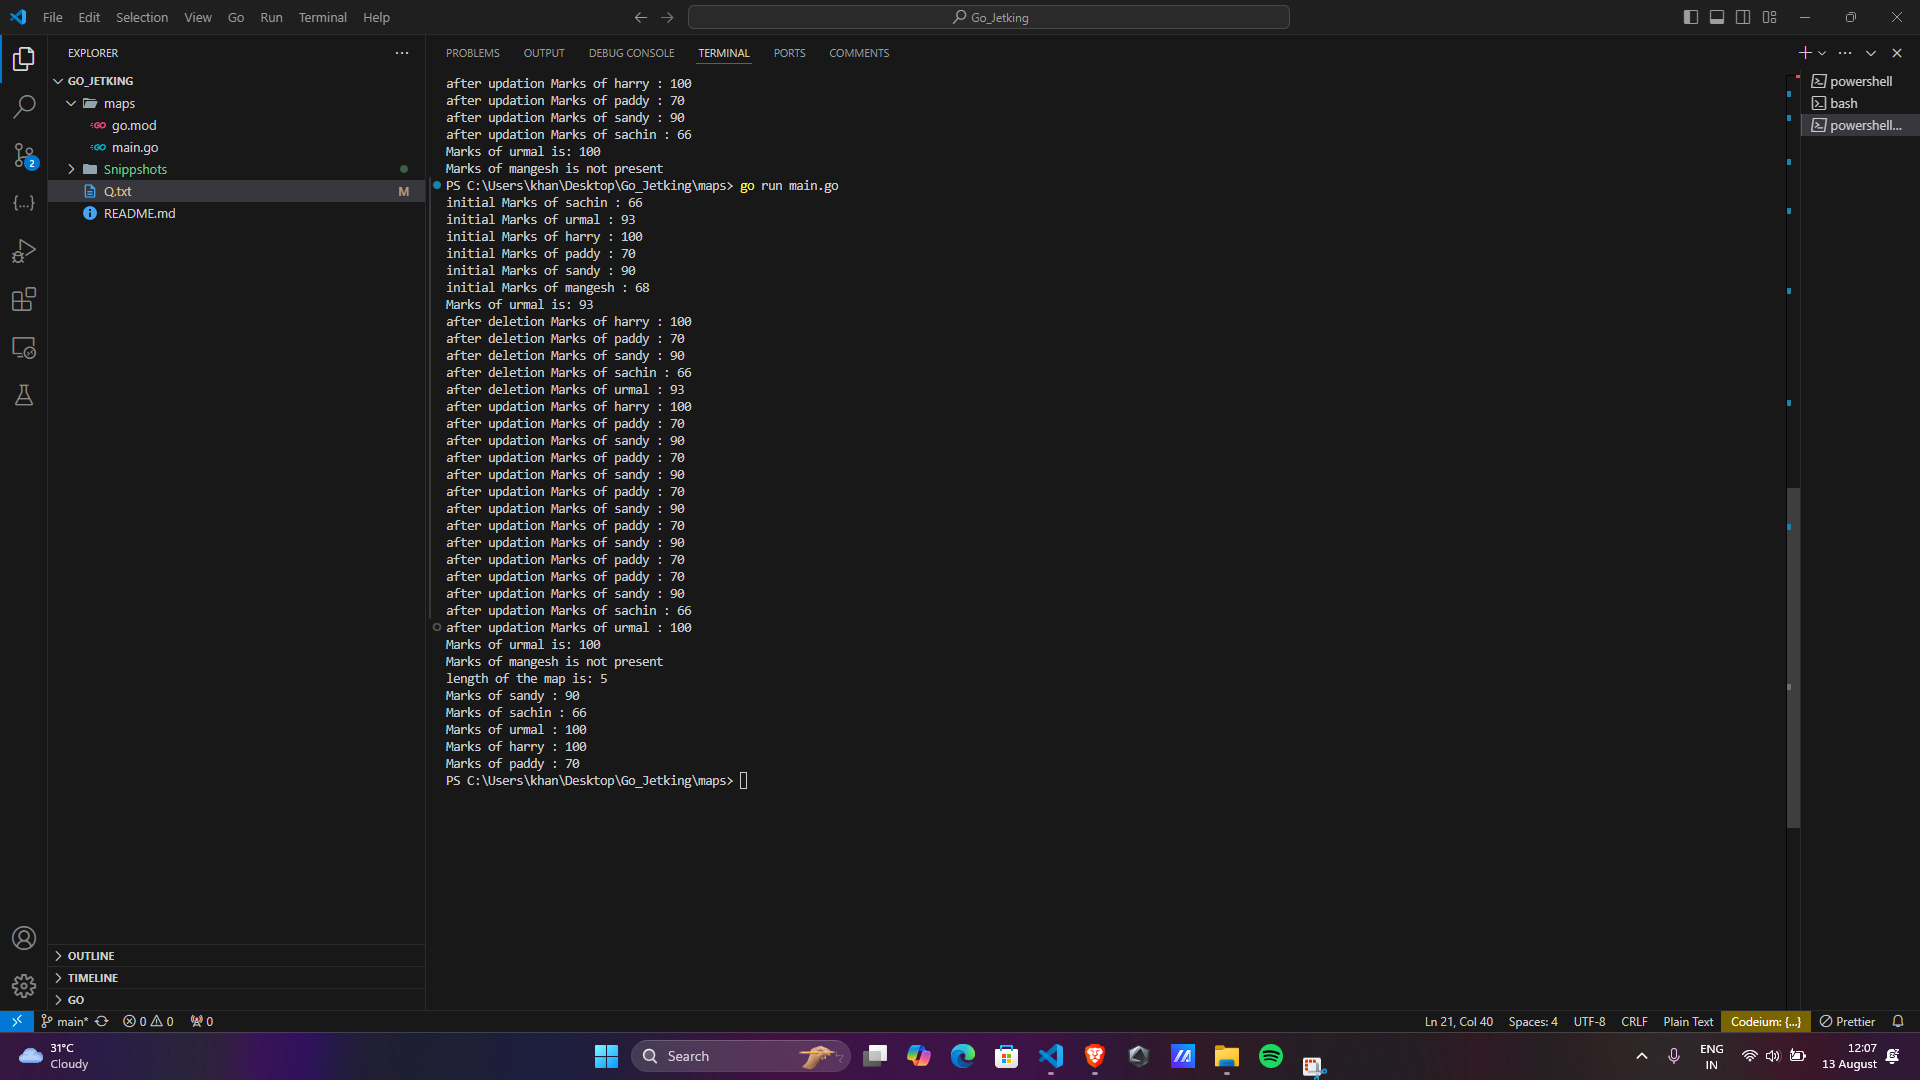 File Edit Selection View Go Run Terminal Help
Go_Jetking
EXPLORER
GO_JETKING
maps
go.mod
main.go
Snippshots
Q.txt M
README.md
OUTLINE
TIMELINE
GO
2
PROBLEMS OUTPUT DEBUG CONSOLE TERMINAL PORTS COMMENTS
after updation Marks of harry : 100
after updation Marks of paddy : 70
after updation Marks of sandy : 90
after updation Marks of sachin : 66
Marks of urmal is: 100
Marks of mangesh is not present
PS C:\Users\khan\Desktop\Go_Jetking\maps> go run main.go
initial Marks of sachin : 66
initial Marks of urmal : 93
initial Marks of harry : 100
initial Marks of paddy : 70
initial Marks of sandy : 90
initial Marks of mangesh : 68
Marks of urmal is: 93
after deletion Marks of harry : 100
after deletion Marks of paddy : 70
after deletion Marks of sandy : 90
after deletion Marks of sachin : 66
after deletion Marks of urmal : 93
after updation Marks of harry : 100
after updation Marks of paddy : 70
after updation Marks of sandy : 90
after updation Marks of paddy : 70
after updation Marks of sandy : 90
after updation Marks of paddy : 70
after updation Marks of sandy : 90
after updation Marks of paddy : 70
after updation Marks of sandy : 90
after updation Marks of paddy : 70
after updation Marks of paddy : 70
after updation Marks of sandy : 90
after updation Marks of sachin : 66
after updation Marks of urmal : 100
Marks of urmal is: 100
Marks of mangesh is not present
length of the map is: 5
Marks of sandy : 90
Marks of sachin : 66
Marks of urmal : 100
Marks of harry : 100
Marks of paddy : 70
PS C:\Users\khan\Desktop\Go_Jetking\maps>
powershell
bash
powershell...
main* 0 0 0 Ln 21, Col 40 Spaces: 4 UTF-8 CRLF Plain Text Codeium: {...} Prettier
31°C
Cloudy
Search
ENG
IN
12:07
13 August